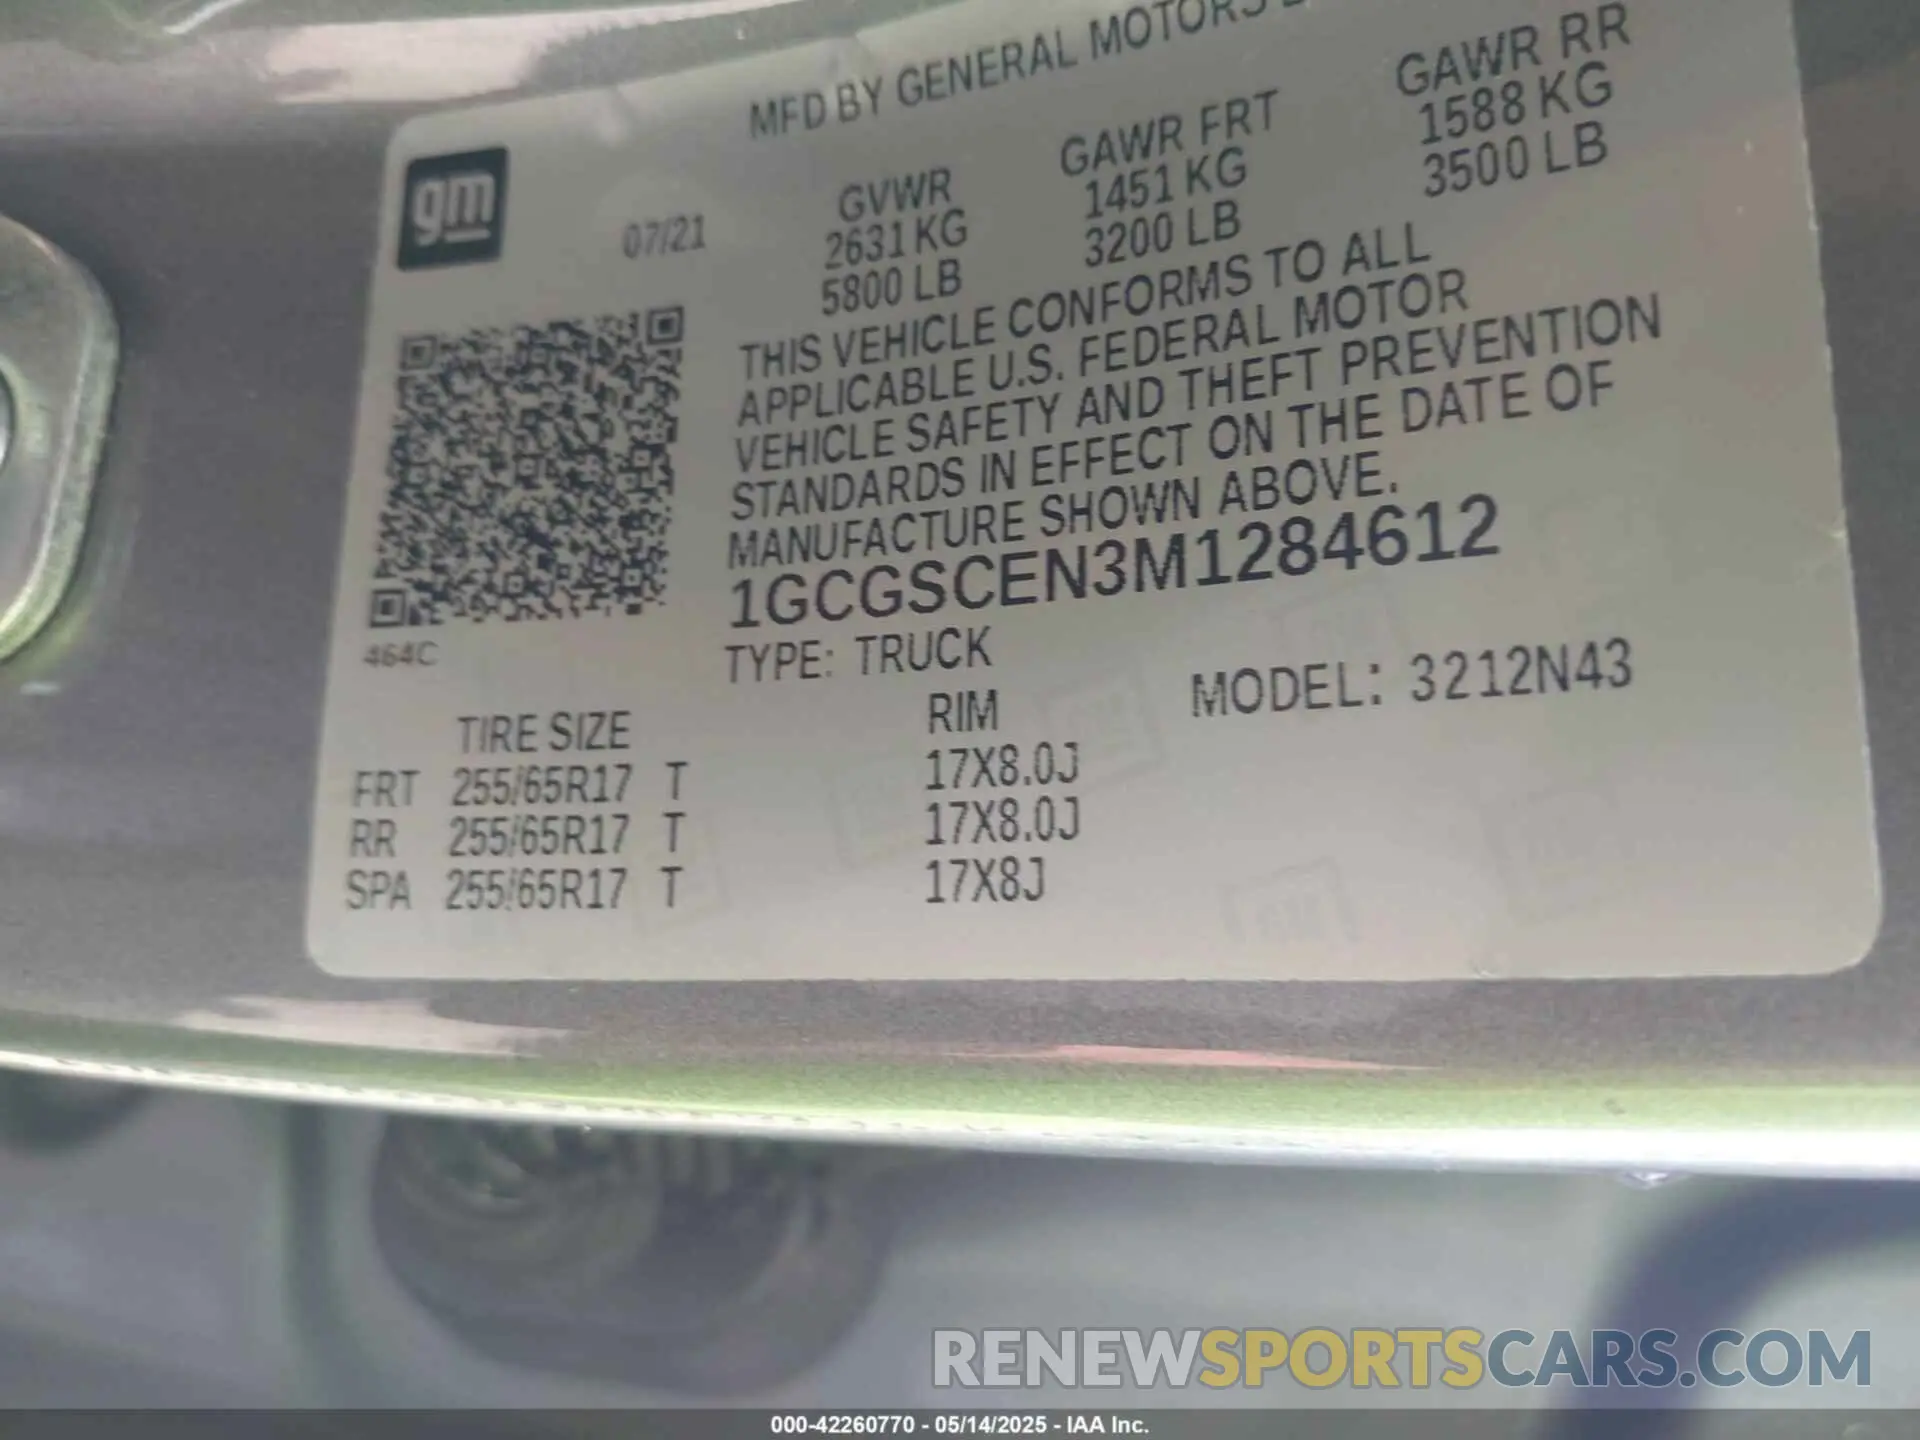 MFD BY GENERAL MOTORS
gm
07/21
GVWR
2631 KG
5800 LB
GAWR FRT
1451 KG
3200 LB
GAWR RR
1588 KG
3500 LB
THIS VEHICLE CONFORMS TO ALL
APPLICABLE U.S. FEDERAL MOTOR
VEHICLE SAFETY AND THEFT PREVENTION
STANDARDS IN EFFECT ON THE DATE OF
MANUFACTURE SHOWN ABOVE.
1GCGSCEN3M1284612
464C
TYPE: TRUCK
MODEL: 3212N43
TIRE SIZE RIM
FRT 255/65R17 T 17X8.0J
RR 255/65R17 T 17X8.0J
SPA 255/65R17 T 17X8J
RENEWSPORTSCARS.COM
000-42260770 - 05/14/2025 - IAA Inc.